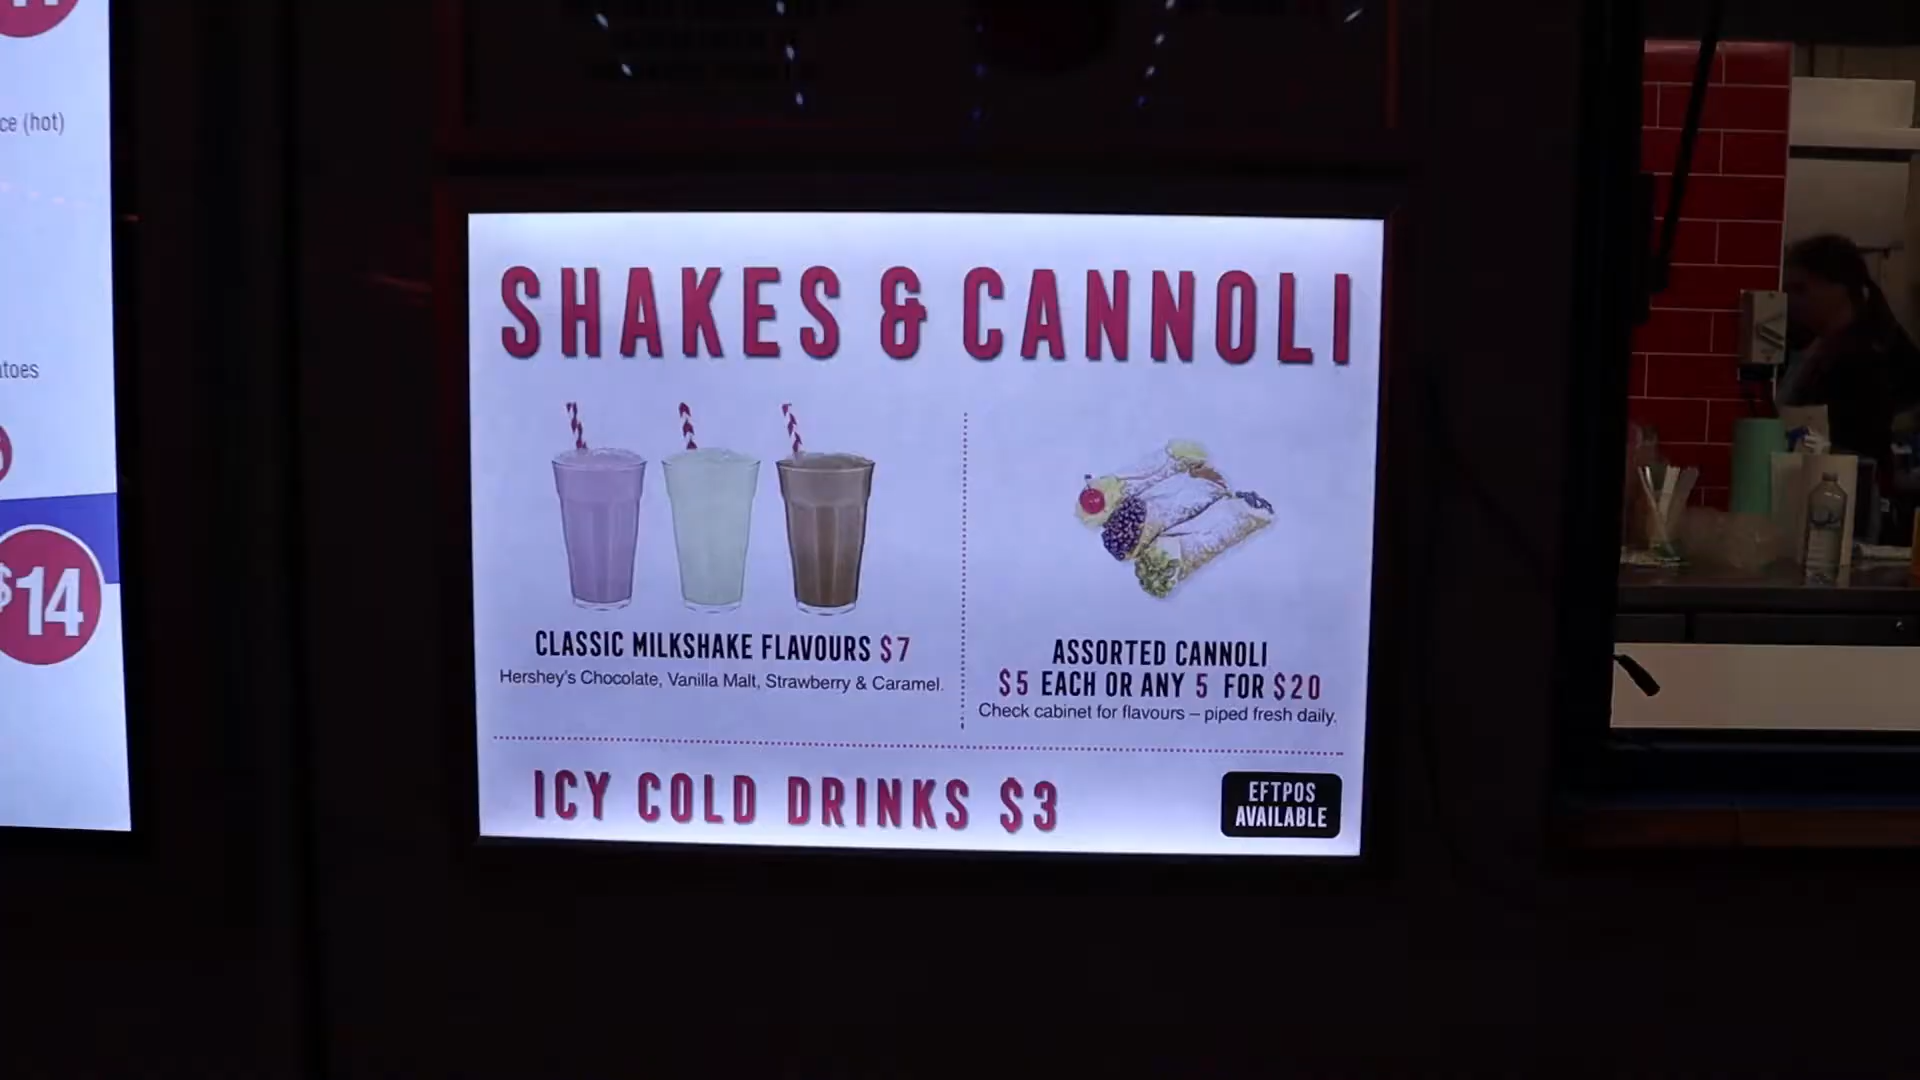 ce (hot)
toes
$14
SHAKES & CANNOLI
CLASSIC MILKSHAKE FLAVOURS $7
Hershey's Chocolate, Vanilla Malt, Strawberry & Caramel.
ASSORTED CANNOLI
$5 EACH OR ANY 5 FOR $20
Check cabinet for flavours – piped fresh daily.
ICY COLD DRINKS $3
EFTPOS
AVAILABLE